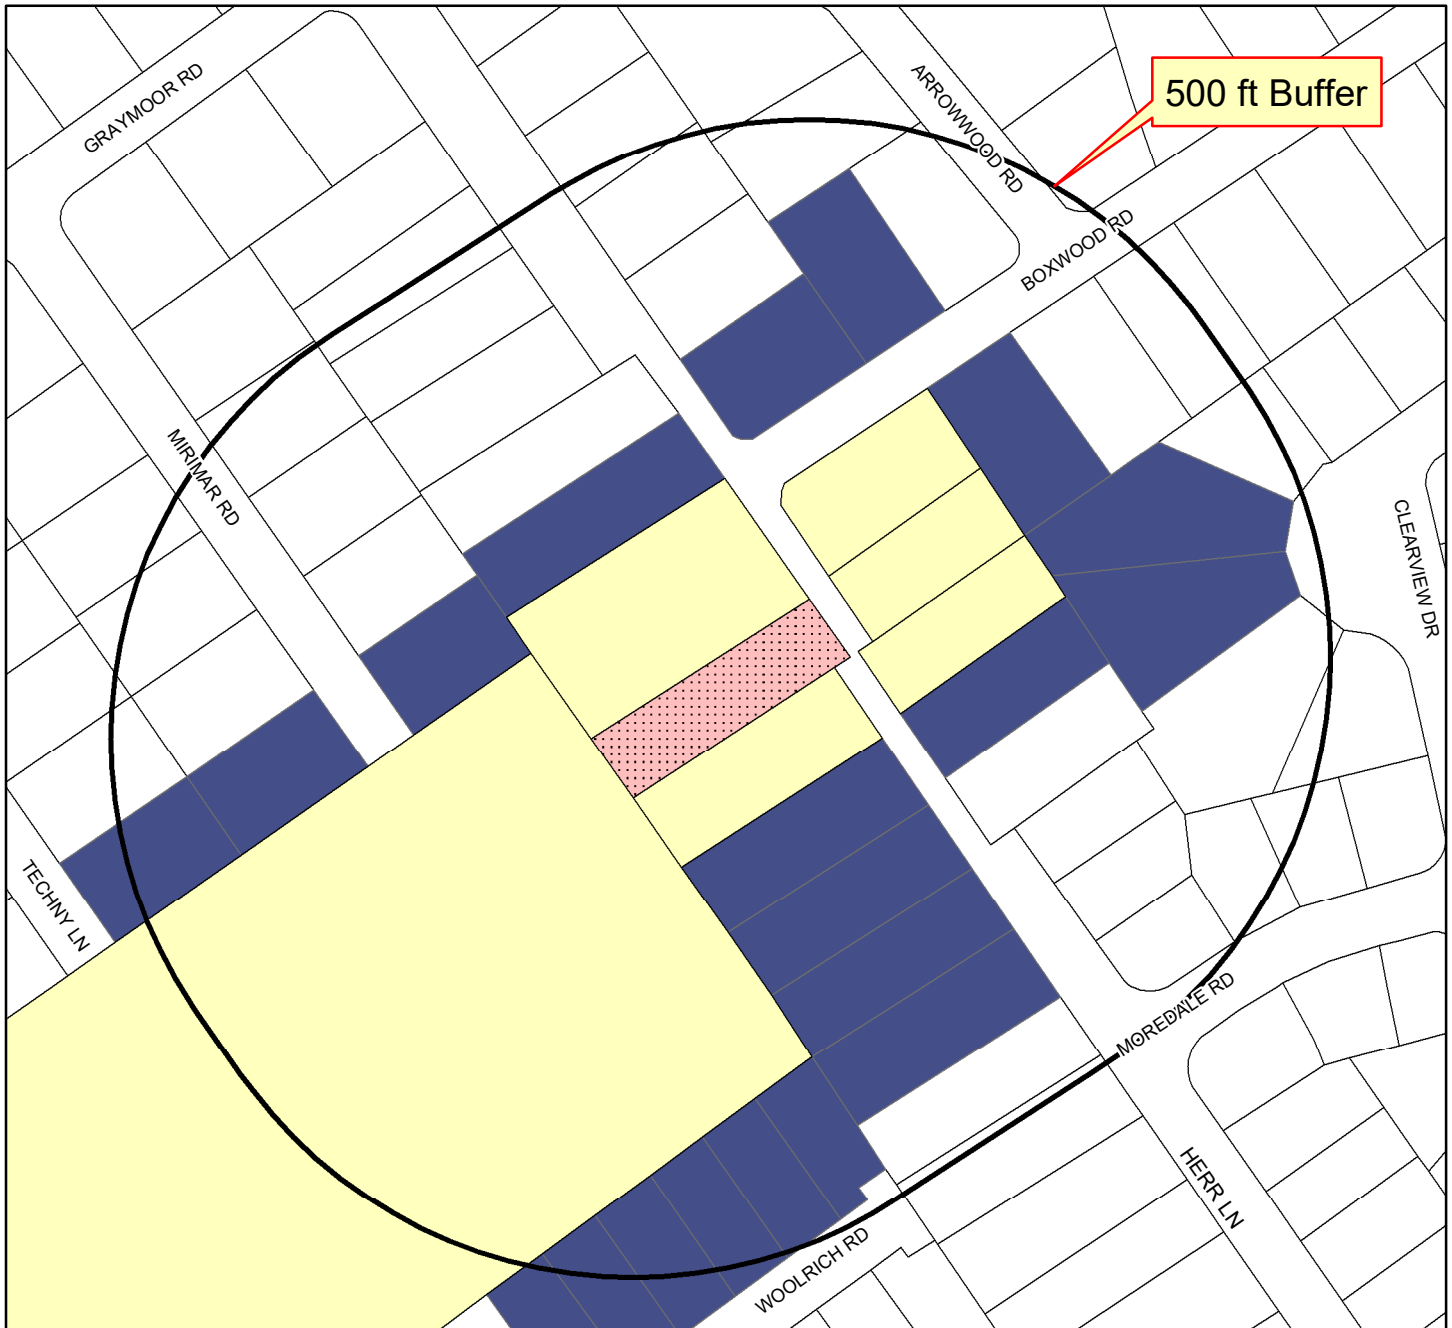 GRAYMOOR RD
ARROWWOOD RD
500 ft Buffer
BOXWOOD RD
MIRIMAR RD
CLEARVIEW DR
TECHNY LN
MOREDALE RD
HERR LN
WOOLRICH RD